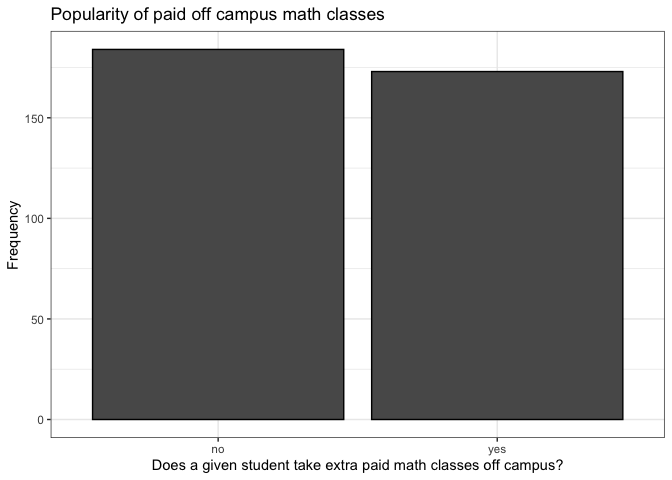 Popularity of paid off campus math classes
Frequency
150
100
50
0
no
yes
Does a given student take extra paid math classes off campus?